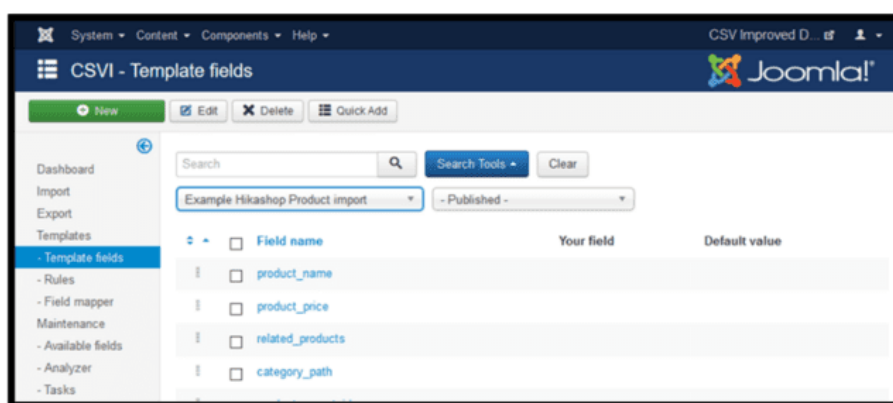 System Content Components Help CSV Improved D...
CSVI - Template fields Joomla!
New Edit Delete Quick Add
Dashboard
Import
Export
Templates
- Template fields
- Rules
- Field mapper
Maintenance
- Available fields
- Analyzer
- Tasks
Search Search Tools Clear
Example Hikashop Product import - Published -
Field name Your field Default value
product_name
product_price
related_products
category_path